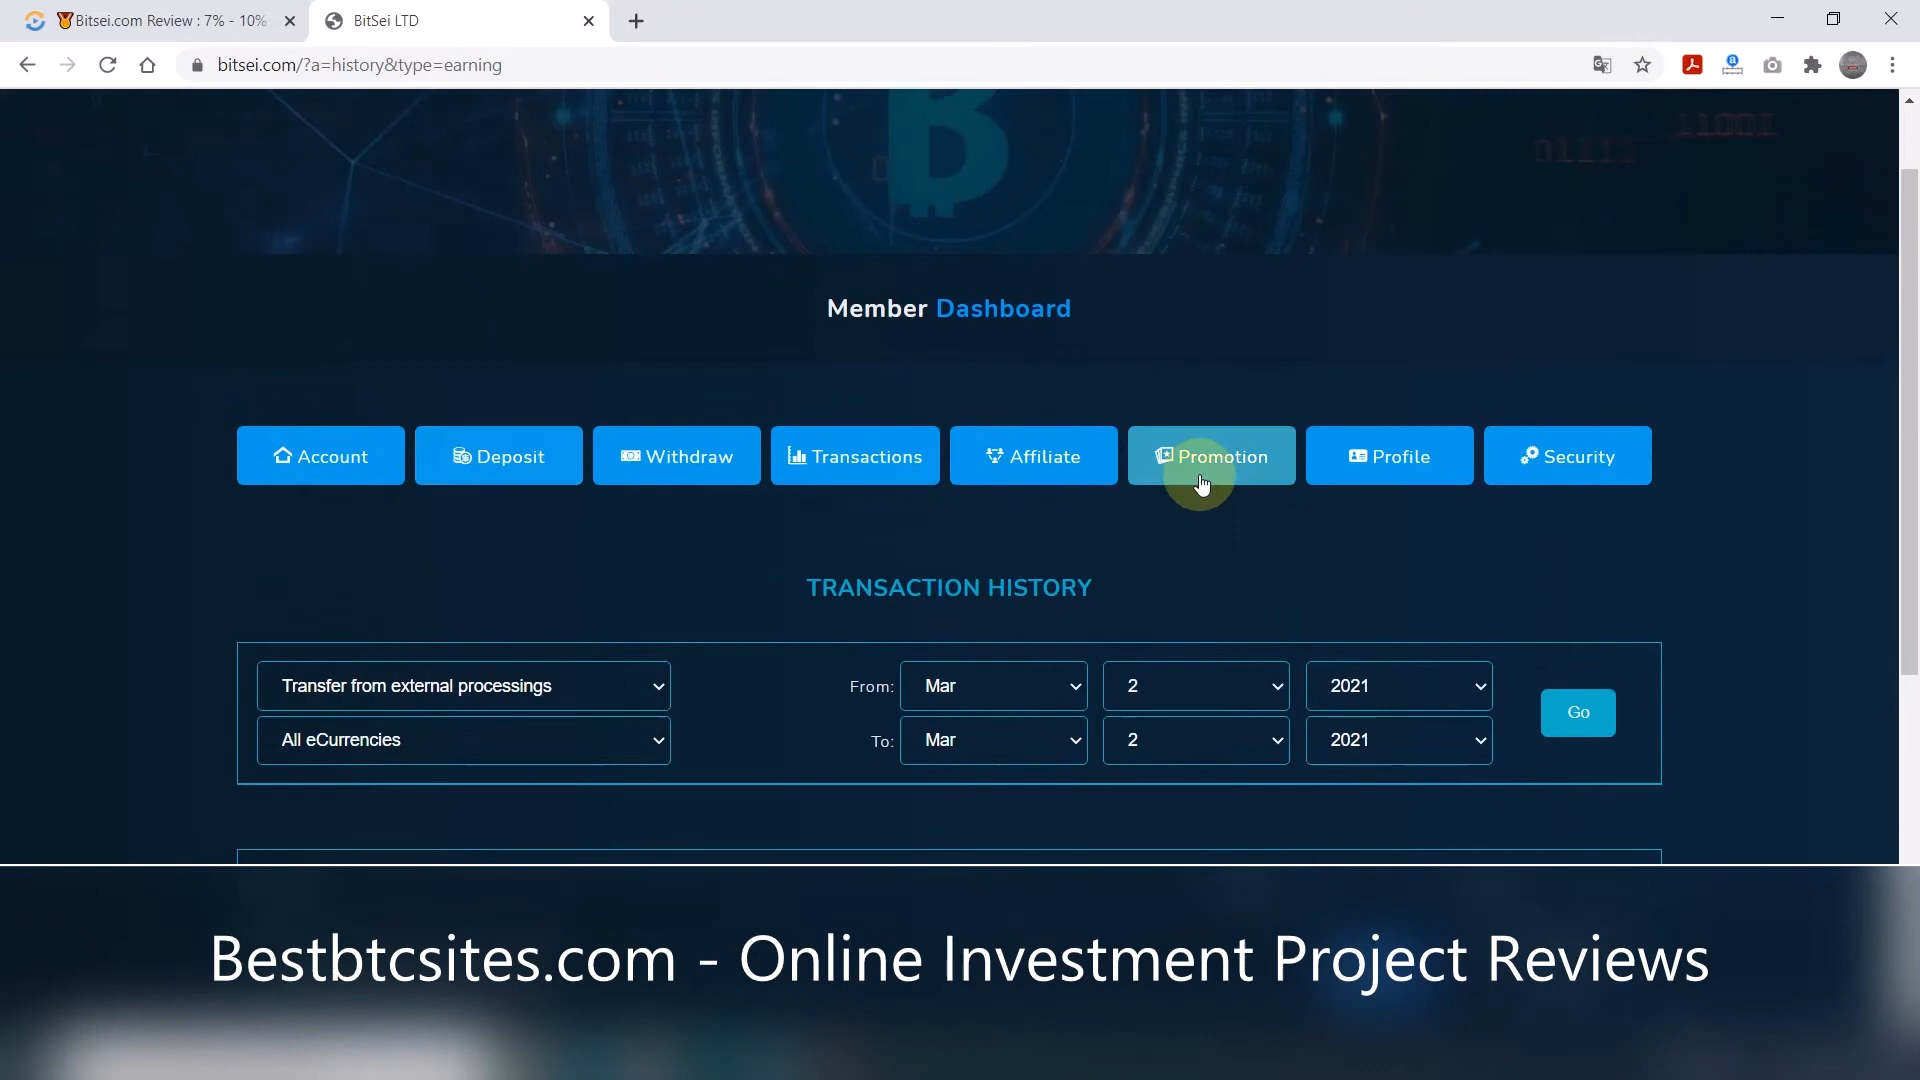 Bitsei.com Review : 7% - 10%
BitSei LTD
bitsei.com/?a=history&type=earning
Member Dashboard
Account
Deposit
Withdraw
Transactions
Affiliate
Promotion
Profile
Security
TRANSACTION HISTORY
Transfer from external processings
From: Mar 2 2021
Go
All eCurrencies
To: Mar 2 2021
Bestbtcsites.com - Online Investment Project Reviews